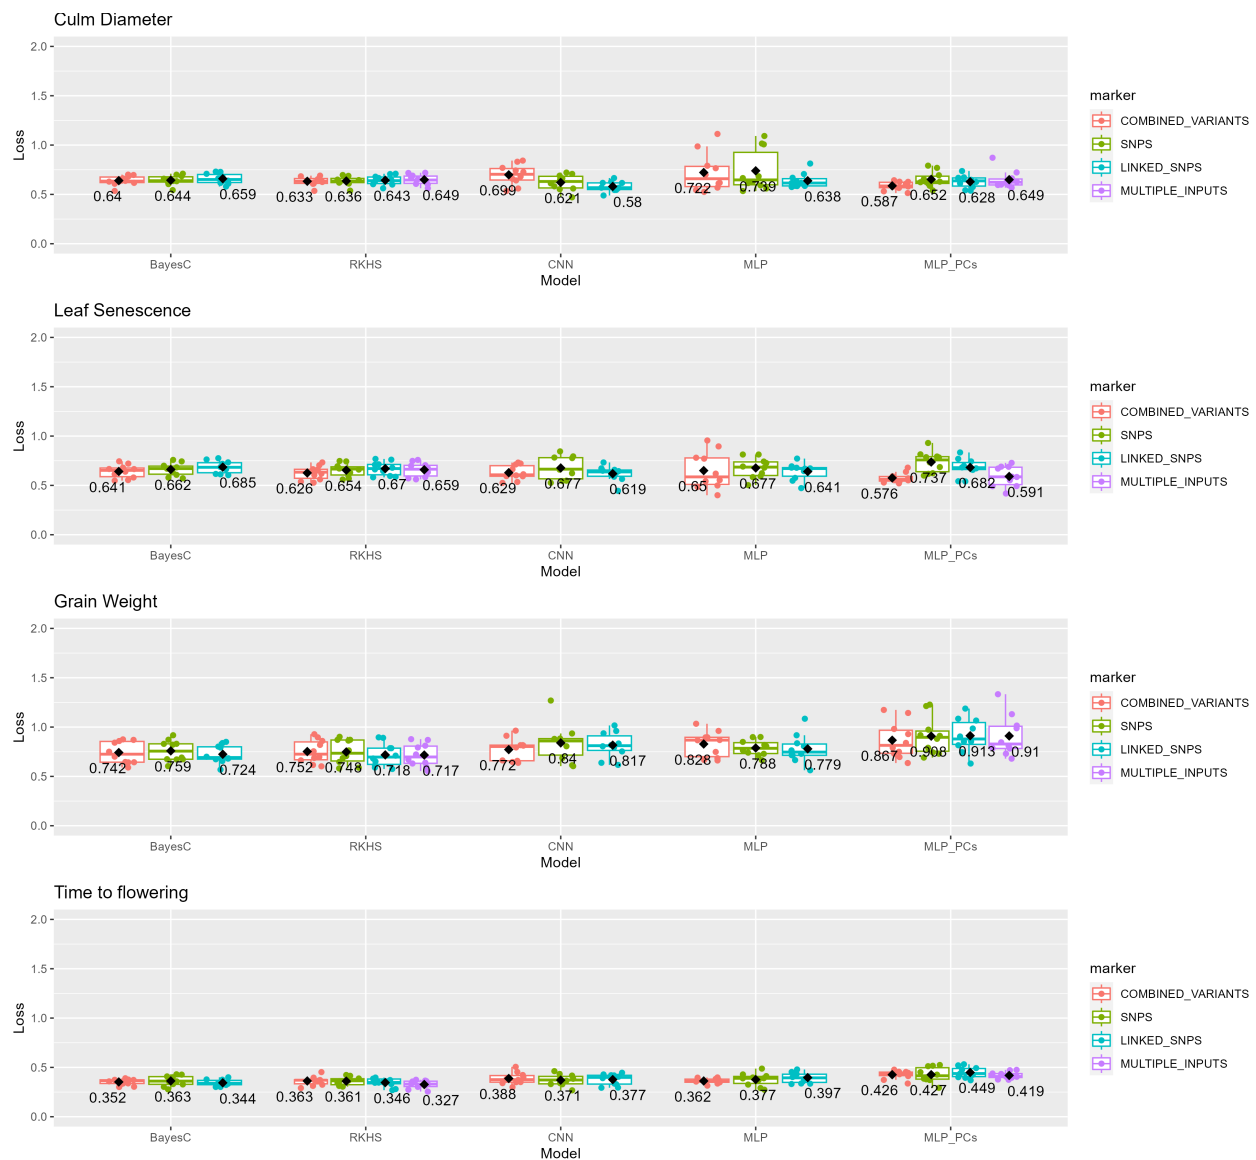 Culm Diameter
2.0
1.5
1.0
0.5
0.0
Loss
0.64 0.644 0.659 0.633 0.636 0.643 0.649 0.699 0.621 0.58 0.722 0.739 0.638 0.587 0.652 0.628 0.649
BayesC RKHS CNN MLP MLP_PCs
Model
marker
COMBINED_VARIANTS
SNPS
LINKED_SNPS
MULTIPLE_INPUTS
Leaf Senescence
2.0
1.5
1.0
0.5
0.0
Loss
0.641 0.662 0.685 0.626 0.654 0.67 0.659 0.629 0.677 0.619 0.65 0.677 0.641 0.576 0.737 0.682 0.591
BayesC RKHS CNN MLP MLP_PCs
Model
marker
COMBINED_VARIANTS
SNPS
LINKED_SNPS
MULTIPLE_INPUTS
Grain Weight
2.0
1.5
1.0
0.5
0.0
Loss
0.742 0.759 0.724 0.752 0.748 0.718 0.717 0.772 0.84 0.817 0.828 0.788 0.779 0.867 0.908 0.913 0.91
BayesC RKHS CNN MLP MLP_PCs
Model
marker
COMBINED_VARIANTS
SNPS
LINKED_SNPS
MULTIPLE_INPUTS
Time to flowering
2.0
1.5
1.0
0.5
0.0
Loss
0.352 0.363 0.344 0.363 0.361 0.346 0.327 0.388 0.371 0.377 0.362 0.377 0.397 0.426 0.427 0.449 0.419
BayesC RKHS CNN MLP MLP_PCs
Model
marker
COMBINED_VARIANTS
SNPS
LINKED_SNPS
MULTIPLE_INPUTS